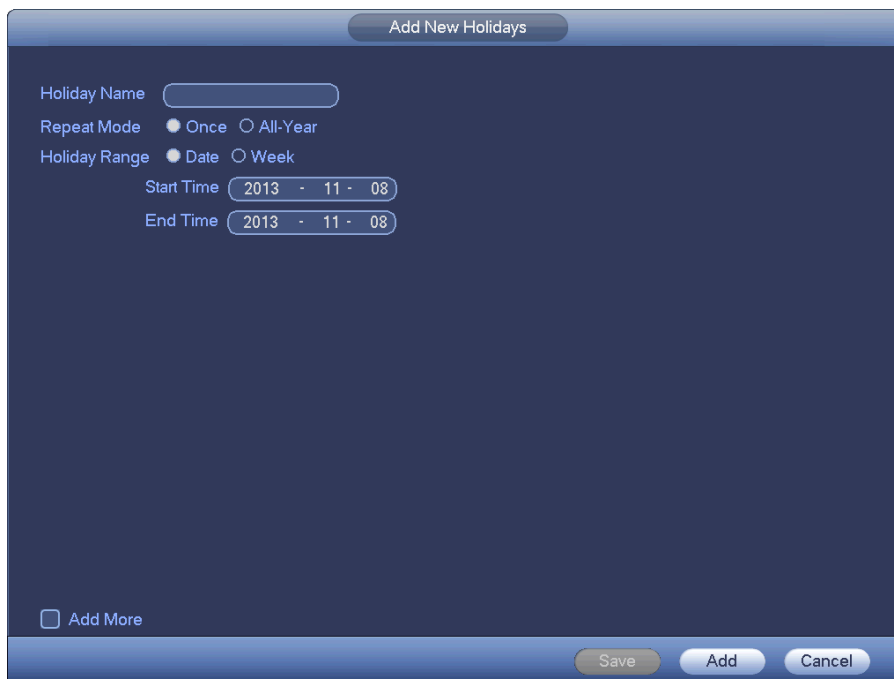 Add New Holidays
Holiday Name
Repeat Mode Once All-Year
Holiday Range Date Week
Start Time 2013 - 11 - 08
End Time 2013 - 11 - 08
Add More
Save Add Cancel